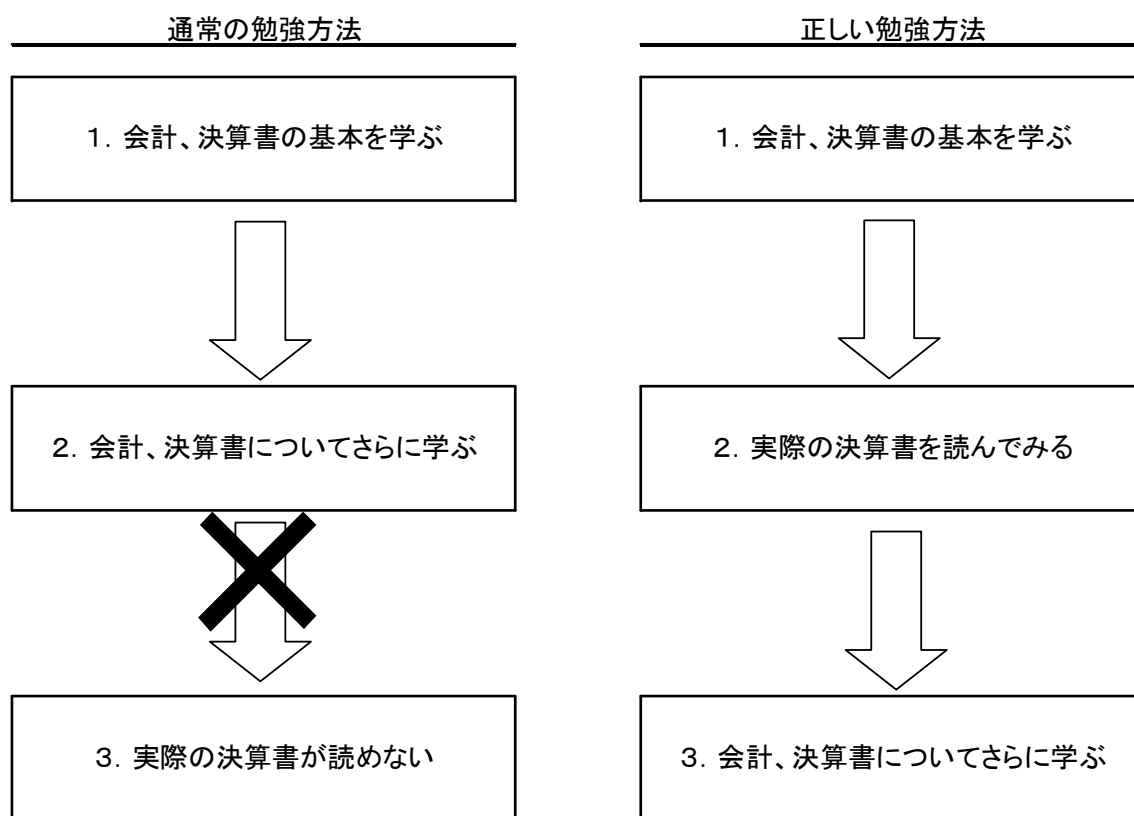 通常の勉強方法
1．会計、決算書の基本を学ぶ
2．会計、決算書についてさらに学ぶ
3．実際の決算書が読めない
正しい勉強方法
1．会計、決算書の基本を学ぶ
2．実際の決算書を読んでみる
3．会計、決算書についてさらに学ぶ